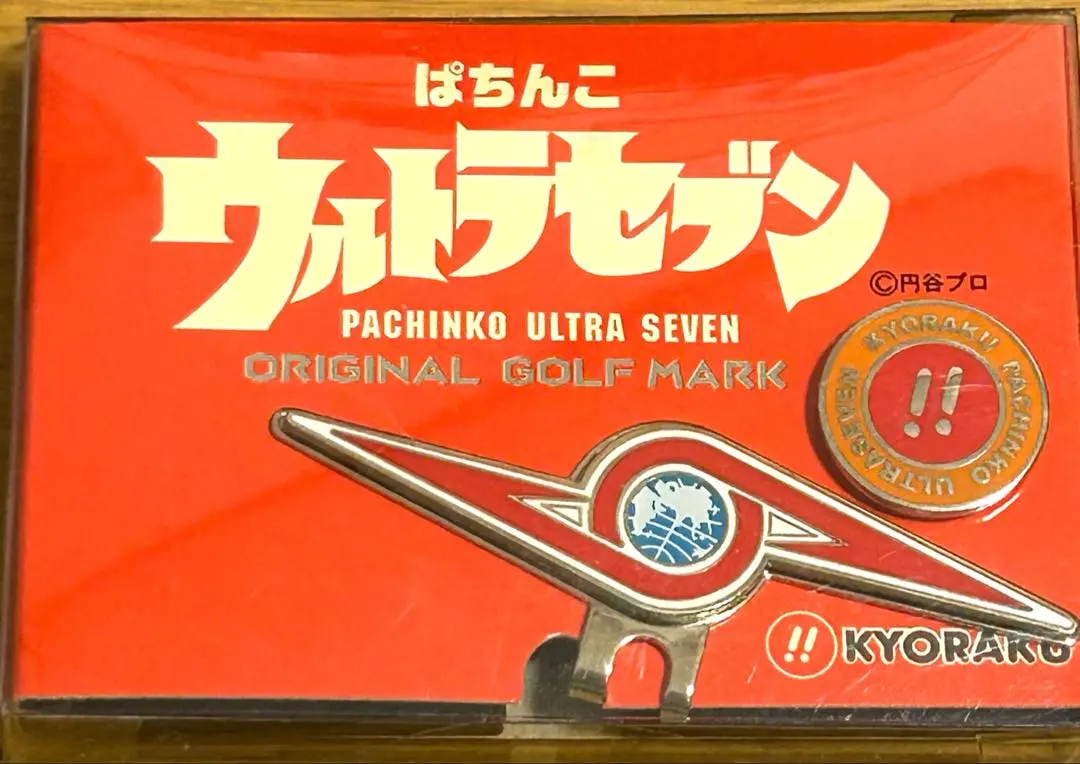 ぱちんこ
ウルトラセブン
©円谷プロ
PACHINKO ULTRA SEVEN
ORIGINAL GOLF MARK
KYORAKU PACHINKO ULTRASEVEN
!!
!! KYORAKU